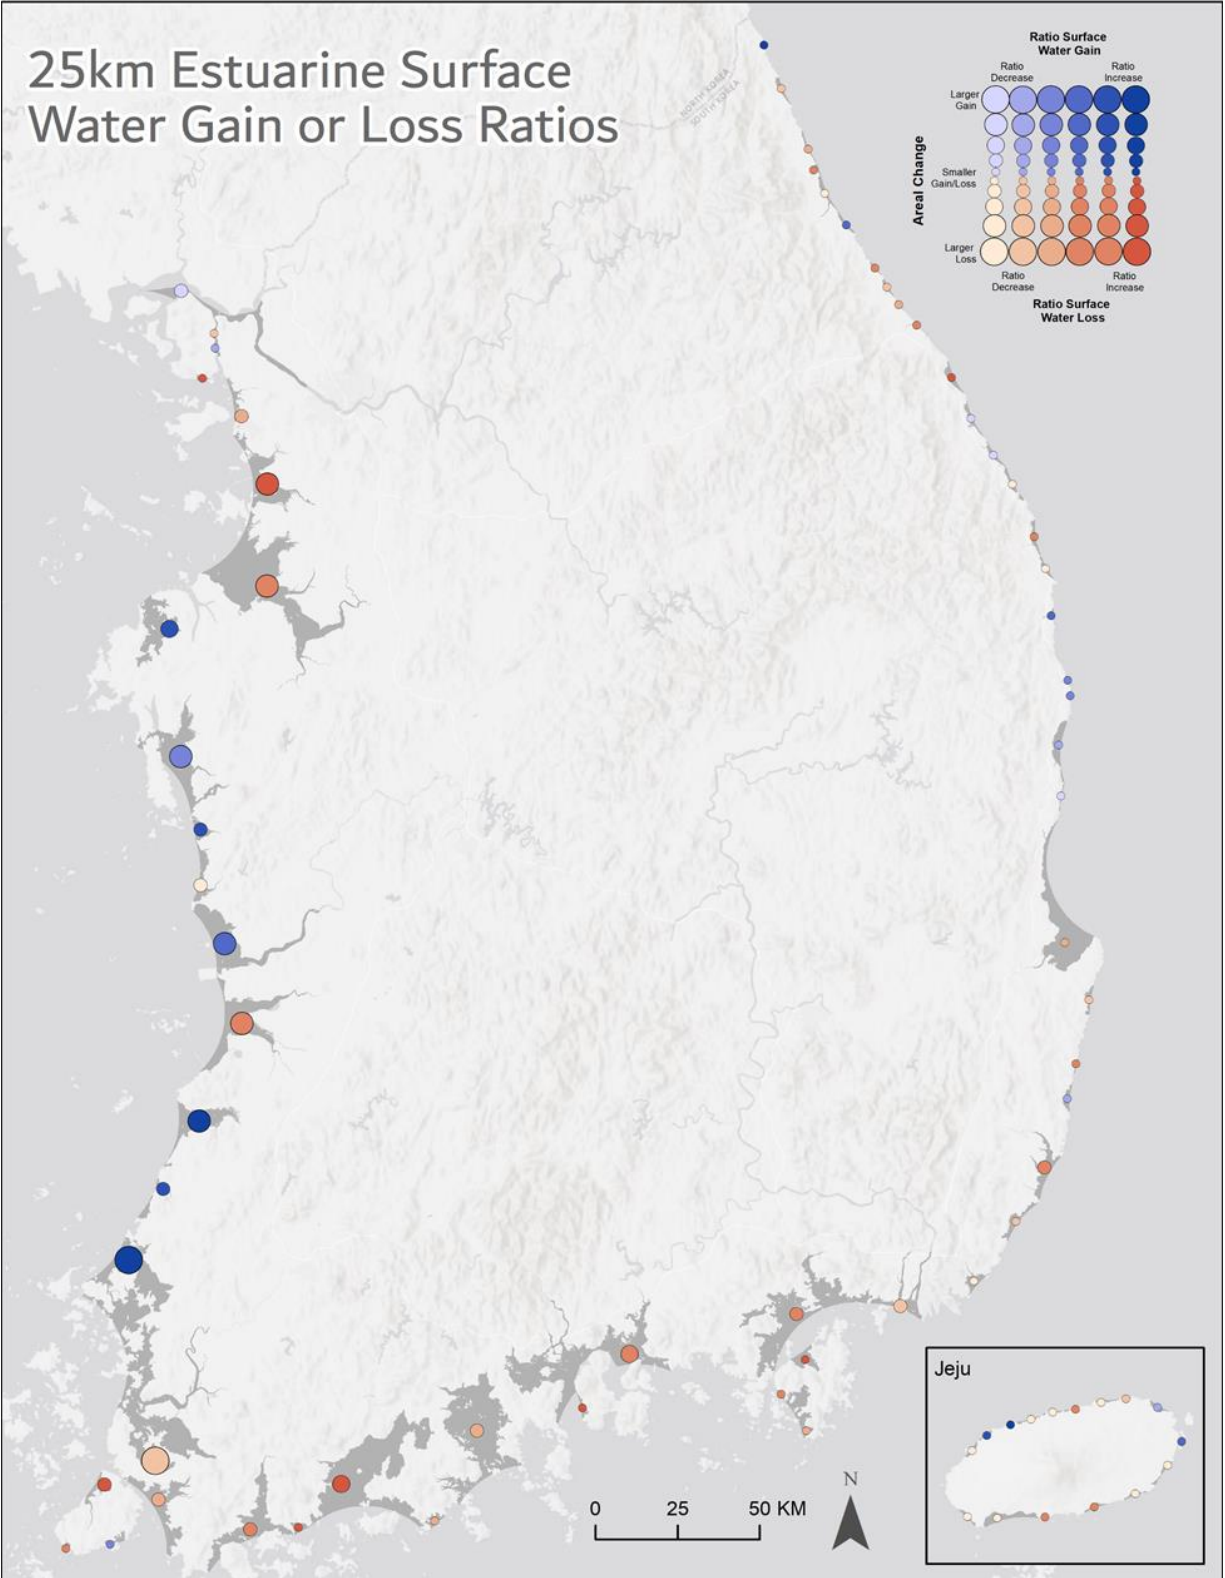 25km Estuarine Surface
Water Gain or Loss Ratios
NORTH KOREA
SOUTH KOREA
Ratio Surface
Water Gain
Ratio
Decrease
Ratio
Increase
Larger
Gain
Areal Change
Smaller
Gain/Loss
Larger
Loss
Ratio
Decrease
Ratio
Increase
Ratio Surface
Water Loss
Jeju
N
0 25 50 KM